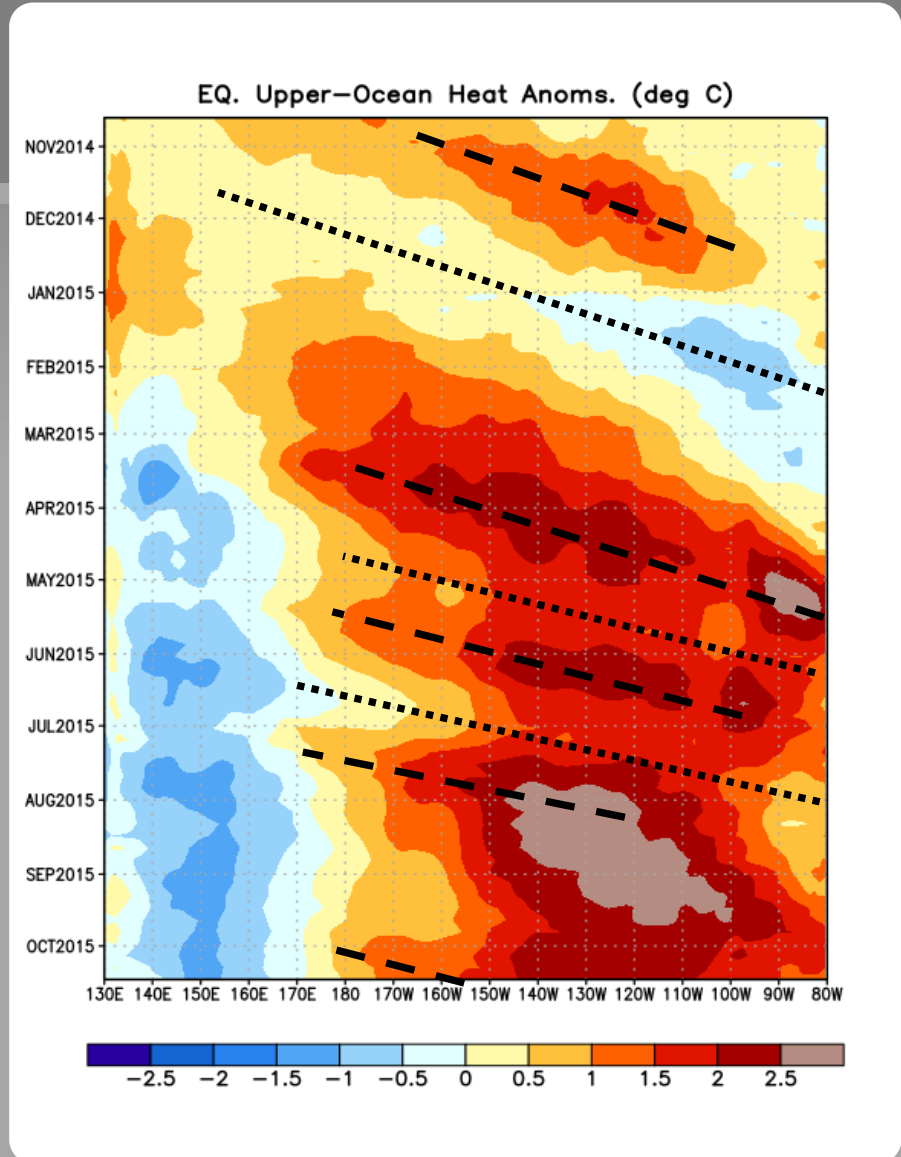 EQ. Upper-Ocean Heat Anoms. (deg C)
NOV2014
DEC2014
JAN2015
FEB2015
MAR2015
APR2015
MAY2015
JUN2015
JUL2015
AUG2015
SEP2015
OCT2015
130E 140E 150E 160E 170E 180 170W 160W 150W 140W 130W 120W 110W 100W 90W 80W
-2.5 -2 -1.5 -1 -0.5 0 0.5 1 1.5 2 2.5